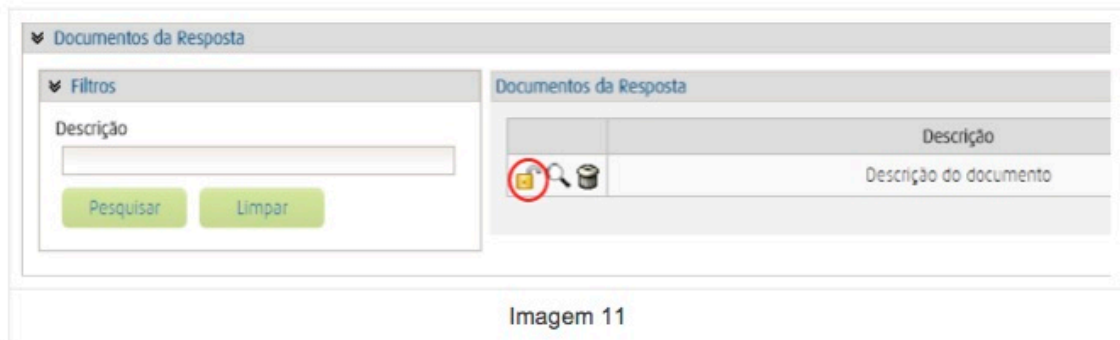 Documentos da Resposta
Filtros
Descrição
Pesquisar Limpar
Documentos da Resposta
Descrição
Descrição do documento
Imagem 11